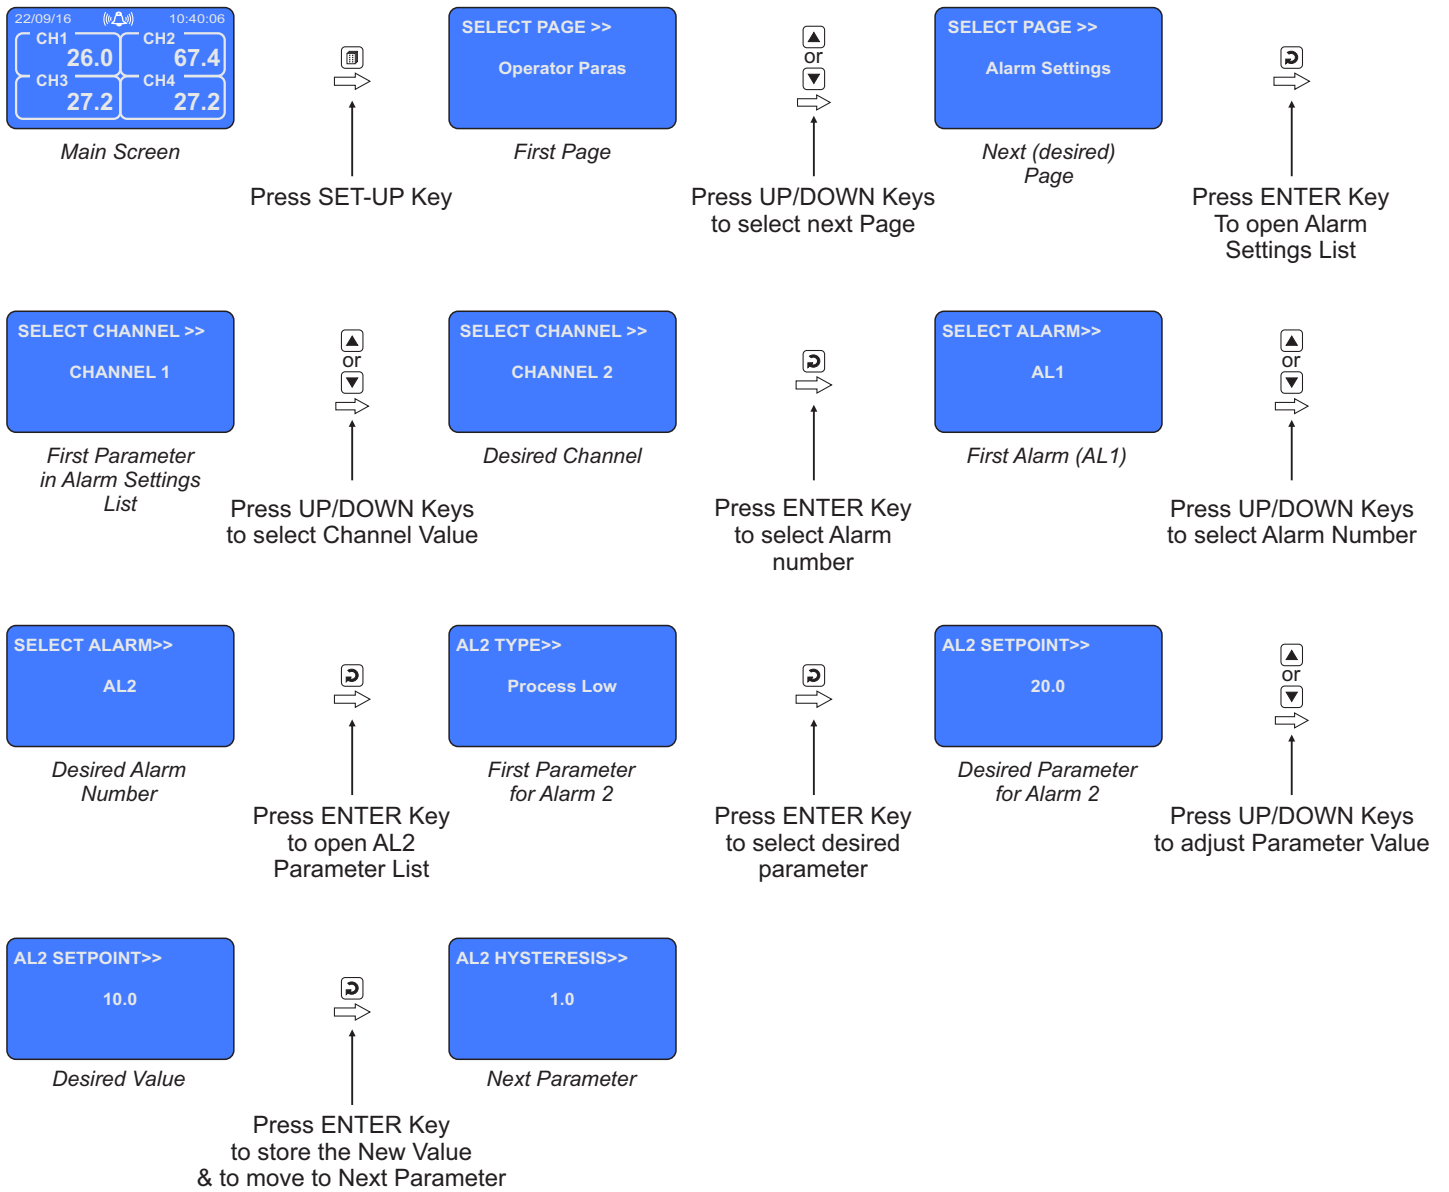 22/09/16 10:40:06
CH1 CH2
26.0 67.4
CH3 CH4
27.2 27.2
Main Screen
Press SET-UP Key
SELECT PAGE >>
Operator Paras
First Page
or
Press UP/DOWN Keys
to select next Page
SELECT PAGE >>
Alarm Settings
Next (desired)
Page
Press ENTER Key
To open Alarm
Settings List
SELECT CHANNEL >>
CHANNEL 1
First Parameter
in Alarm Settings
List
or
Press UP/DOWN Keys
to select Channel Value
SELECT CHANNEL >>
CHANNEL 2
Desired Channel
Press ENTER Key
to select Alarm
number
SELECT ALARM>>
AL1
First Alarm (AL1)
or
Press UP/DOWN Keys
to select Alarm Number
SELECT ALARM>>
AL2
Desired Alarm
Number
Press ENTER Key
to open AL2
Parameter List
AL2 TYPE>>
Process Low
First Parameter
for Alarm 2
Press ENTER Key
to select desired
parameter
AL2 SETPOINT>>
20.0
Desired Parameter
for Alarm 2
or
Press UP/DOWN Keys
to adjust Parameter Value
AL2 SETPOINT>>
10.0
Desired Value
Press ENTER Key
to store the New Value
& to move to Next Parameter
AL2 HYSTERESIS>>
1.0
Next Parameter